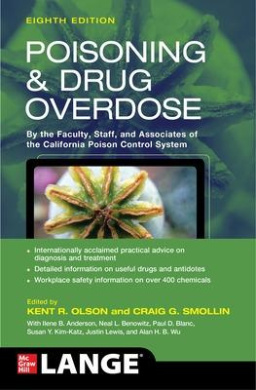 EIGHTH EDITION
POISONING
& DRUG
OVERDOSE
By the Faculty, Staff, and Associates of
the California Poison Control System
• Internationally acclaimed practical advice on
diagnosis and treatment
• Detailed information on useful drugs and antidotes
• Workplace safety information on over 400 chemicals
Edited by
KENT R. OLSON and CRAIG G. SMOLLIN
With Ilene B. Anderson, Neal L. Benowitz, Paul D. Blanc,
Susan Y. Kim-Katz, Justin Lewis, and Alan H. B. Wu
Mc
Graw
Hill
LANGE®